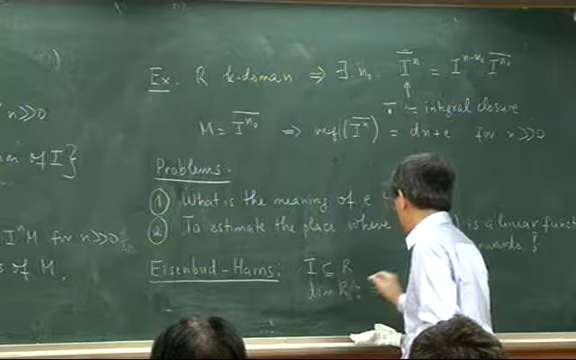 Ex. R k-domain ⇒ ∃ n₀ \overline{I^n} = I^{n-n₀} \overline{I^{n₀}}
n>>0
\overline{I^n} = integral closure
M = \overline{I^{n₀}} ⇒ reg(\overline{I^n}) = dn+e for n>>0
of I}
Problems.
① What is the meaning of e
② To estimate the place where ) is a linear funct
IⁿM for n>>0
wards!
of M.
Eisenbud-Harris: I ⊆ R
dim R/